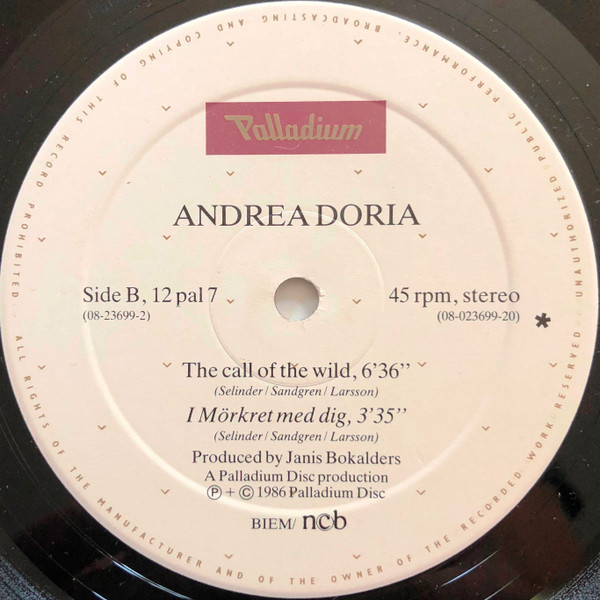 Palladium
ANDREA DORIA
Side B, 12 pal 7
(08-23699-2)
45 rpm, stereo
(08-023699-20)
*
The call of the wild, 6'36"
(Selinder/Sandgren/Larsson)
I Mörkret med dig, 3'35"
(Selinder/Sandgren/Larsson)
Produced by Janis Bokalders
A Palladium Disc production
Ⓟ + © 1986 Palladium Disc
BIEM/ ncb
ALL RIGHTS OF THE MANUFACTURER AND OF THE OWNER OF THE RECORDED WORK RESERVED. UNAUTHORIZED PUBLIC PERFORMANCE, BROADCASTING AND COPYING OF THIS RECORD PROHIBITED.